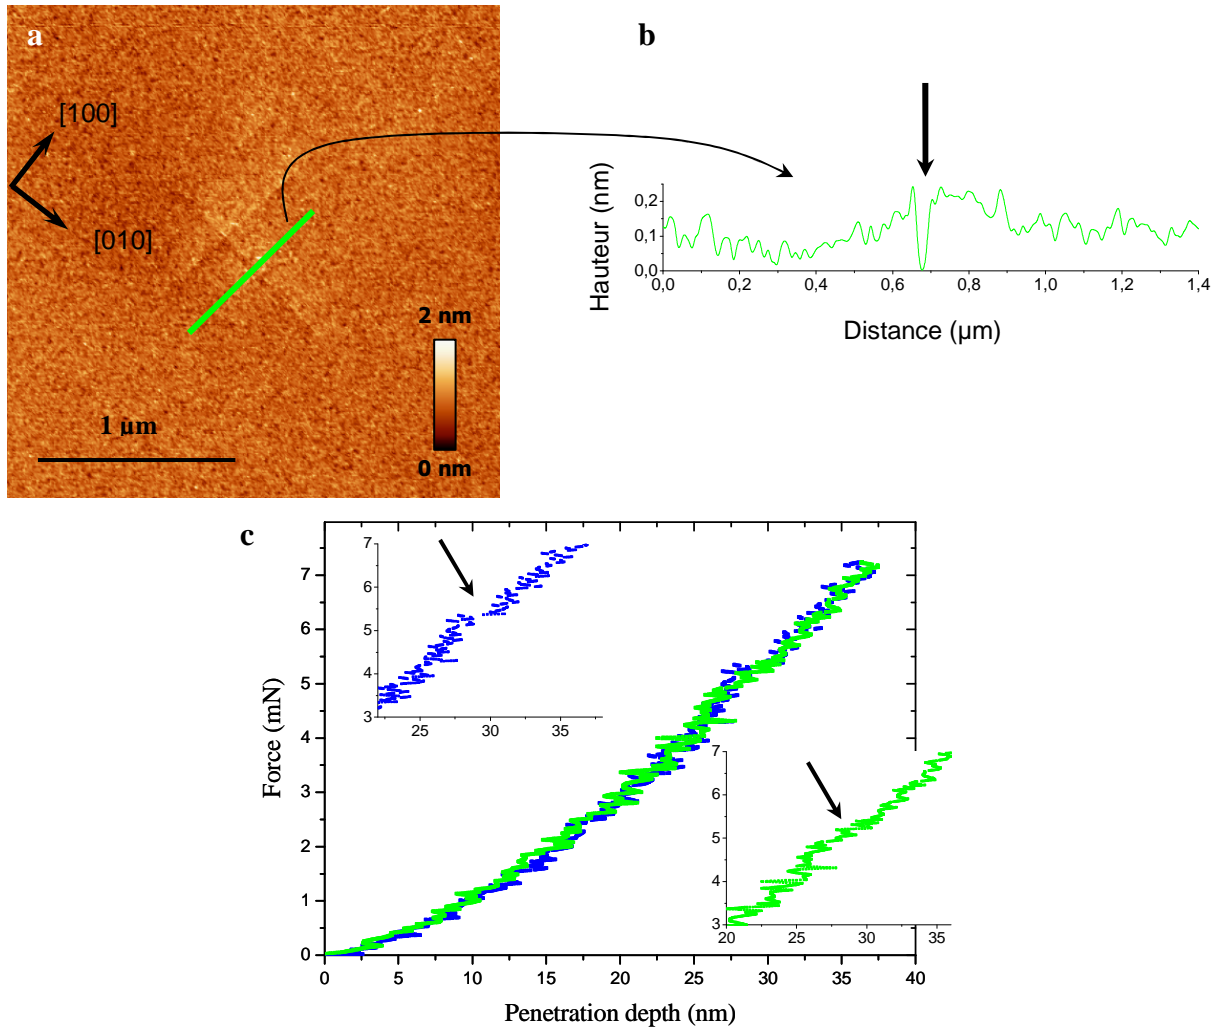 a
[100]
[010]
2 nm
0 nm
1 µm
b
Hauteur (nm)
0,2
0,1
0,0
0,0 0,2 0,4 0,6 0,8 1,0 1,2 1,4
Distance (µm)
c
Force (mN)
7
6
5
4
3
2
1
0
0 5 10 15 20 25 30 35 40
Penetration depth (nm)
7
6
5
4
3
25 30 35
7
6
5
4
3
20 25 30 35